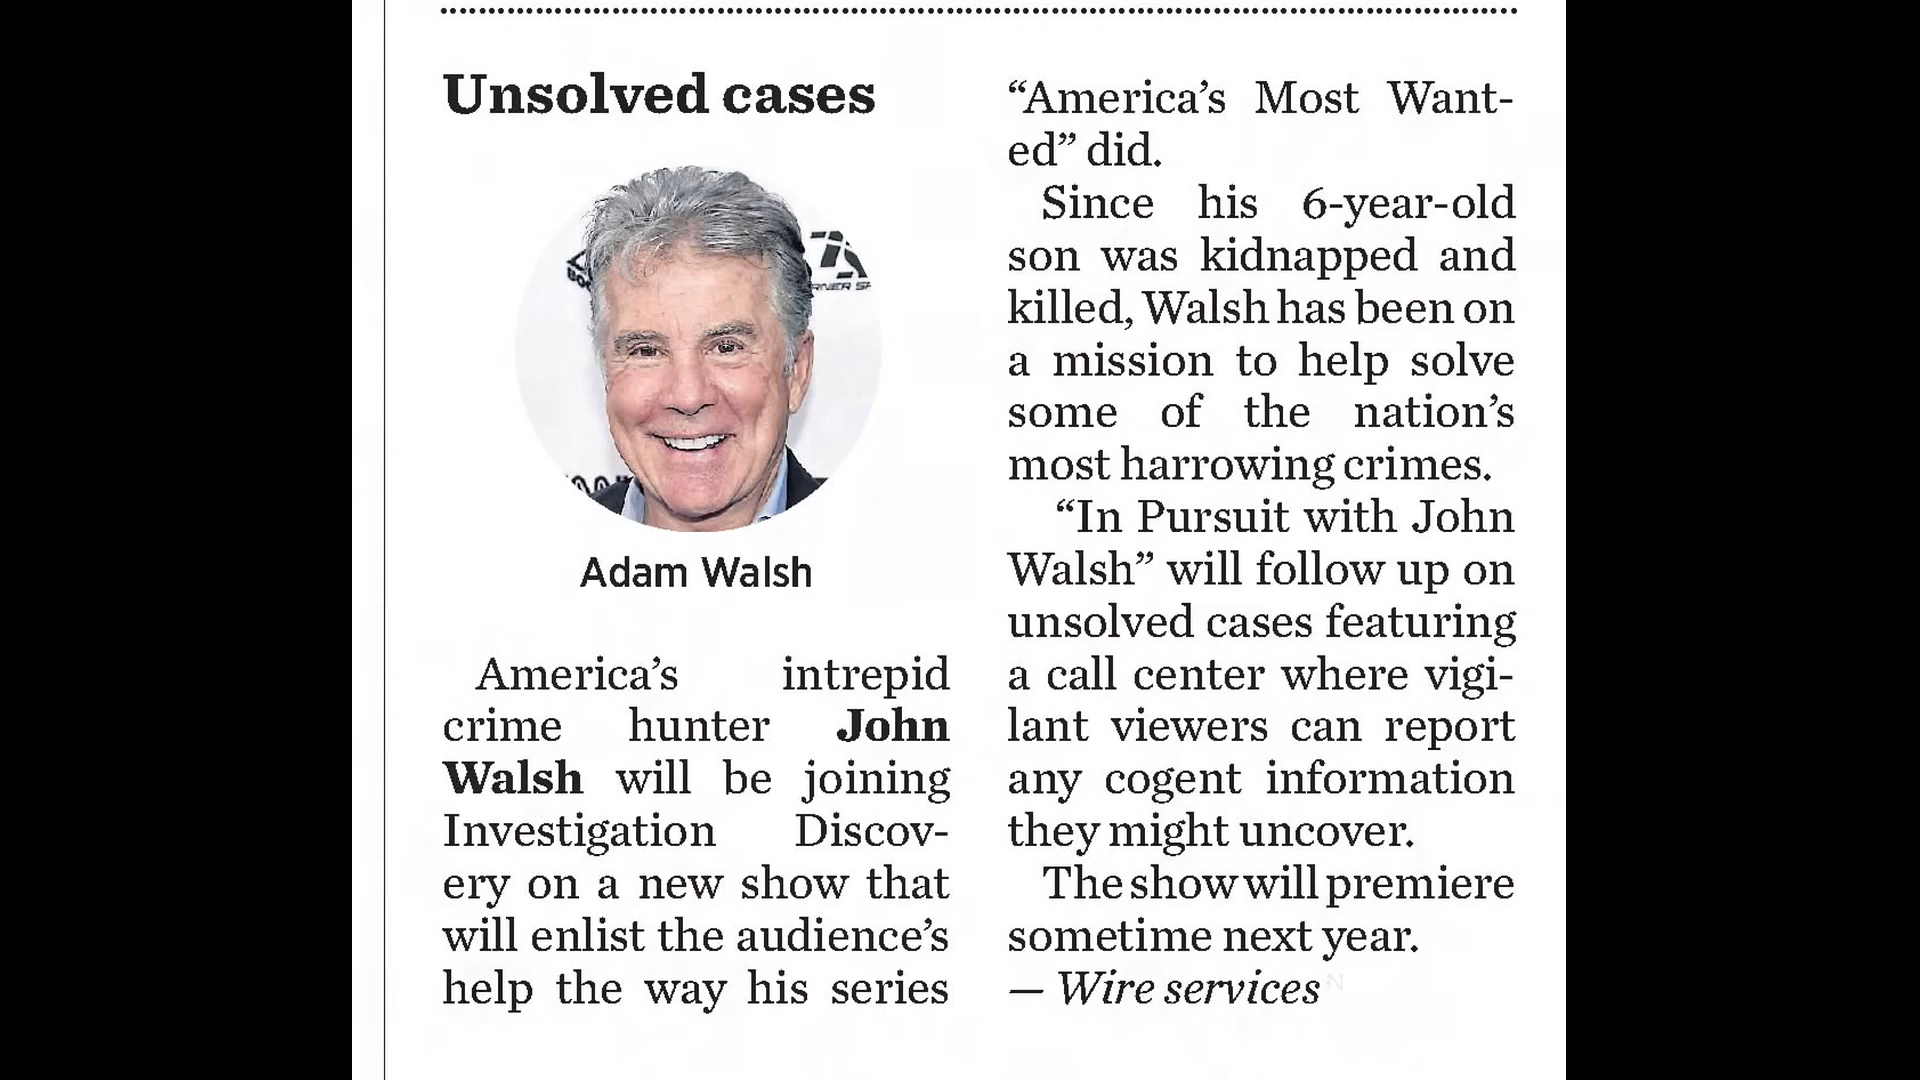 Unsolved cases
RNER
Adam Walsh
America’s intrepid
crime hunter John
Walsh will be joining
Investigation Discov-
ery on a new show that
will enlist the audience’s
help the way his series
“America’s Most Want-
ed” did.
Since his 6-year-old
son was kidnapped and
killed, Walsh has been on
a mission to help solve
some of the nation’s
most harrowing crimes.
“In Pursuit with John
Walsh” will follow up on
unsolved cases featuring
a call center where vigi-
lant viewers can report
any cogent information
they might uncover.
The show will premiere
sometime next year.
— Wire services